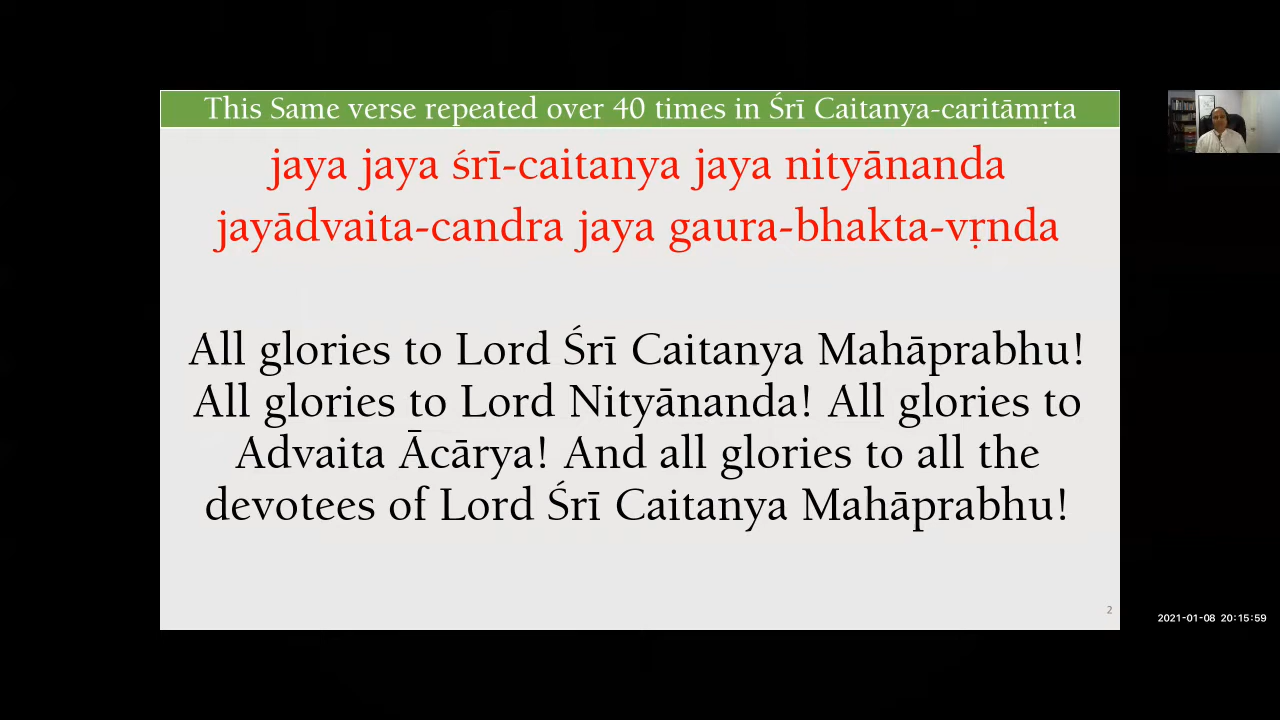 This Same verse repeated over 40 times in Śrī Caitanya-caritāmṛta
jaya jaya śrī-caitanya jaya nityānanda
jayādvaita-candra jaya gaura-bhakta-vṛnda
All glories to Lord Śrī Caitanya Mahāprabhu!
All glories to Lord Nityānanda! All glories to
Advaita Ācārya! And all glories to all the
devotees of Lord Śrī Caitanya Mahāprabhu!
2
2021-01-08 20:15:59